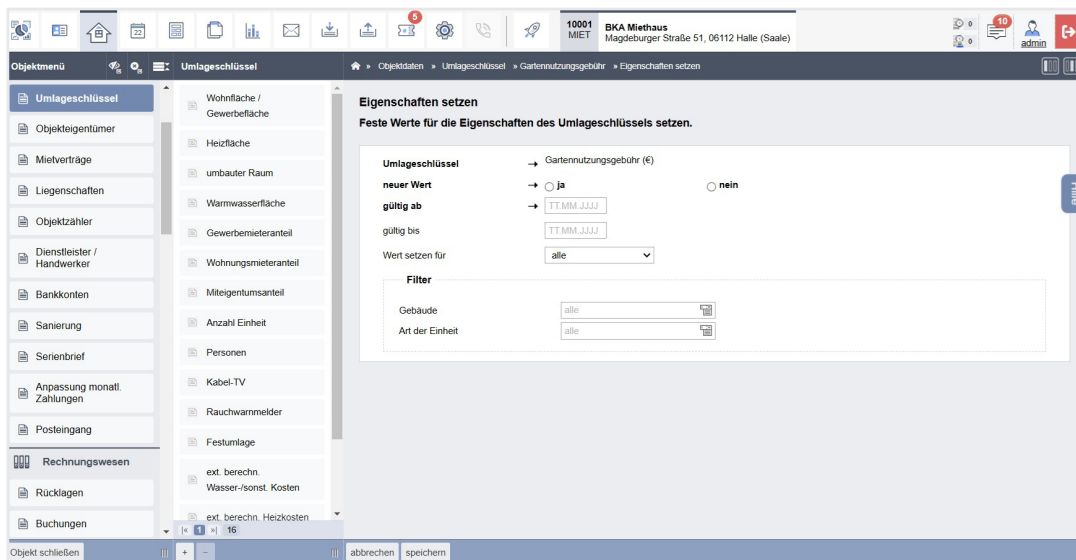 22
5
10001
MIET
BKA Miethaus
Magdeburger Straße 51, 06112 Halle (Saale)
0
0
10
admin
Objektmenü
Umlageschlüssel
» Objektdaten » Umlageschlüssel » Gartennutzungsgebühr » Eigenschaften setzen
Umlageschlüssel
Objekteigentümer
Mietverträge
Liegenschaften
Objektzähler
Dienstleister /
Handwerker
Bankkonten
Sanierung
Serienbrief
Anpassung monatl.
Zahlungen
Posteingang
Rechnungswesen
Rücklagen
Buchungen
Objekt schließen
Wohnfläche /
Gewerbefläche
Heizfläche
umbauter Raum
Warmwasserfläche
Gewerbemieteranteil
Wohnungsmieteranteil
Miteigentumsanteil
Anzahl Einheit
Personen
Kabel-TV
Rauchwarnmelder
Festumlage
ext. berechn.
Wasser-/sonst. Kosten
ext. berechn. Heizkosten
|« 1 »| 16
+ −
Eigenschaften setzen
Feste Werte für die Eigenschaften des Umlageschlüssels setzen.
Umlageschlüssel → Gartennutzungsgebühr (€)
neuer Wert → ja nein
gültig ab → TT.MM.JJJJ
gültig bis TT.MM.JJJJ
Wert setzen für alle
Filter
Gebäude alle
Art der Einheit alle
abbrechen speichern